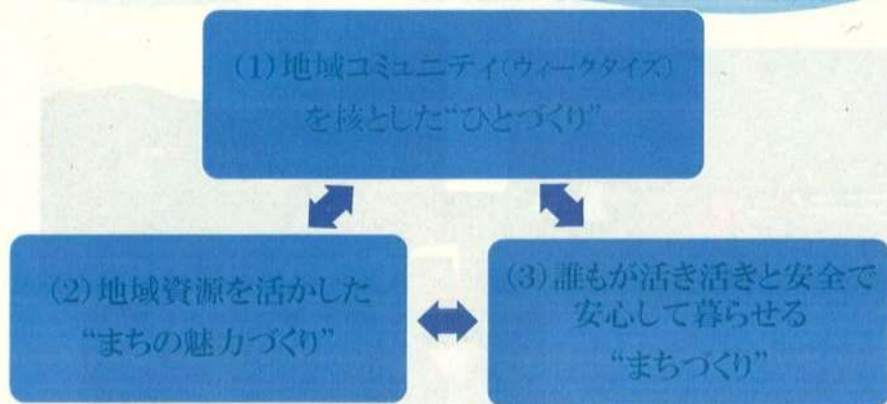 (1)地域コミュニティ(ウィークタイズ)
を核とした“ひとづくり”
(2)地域資源を活かした
“まちの魅力づくり”
(3)誰もが活き活きと安全で
安心して暮らせる
“まちづくり”